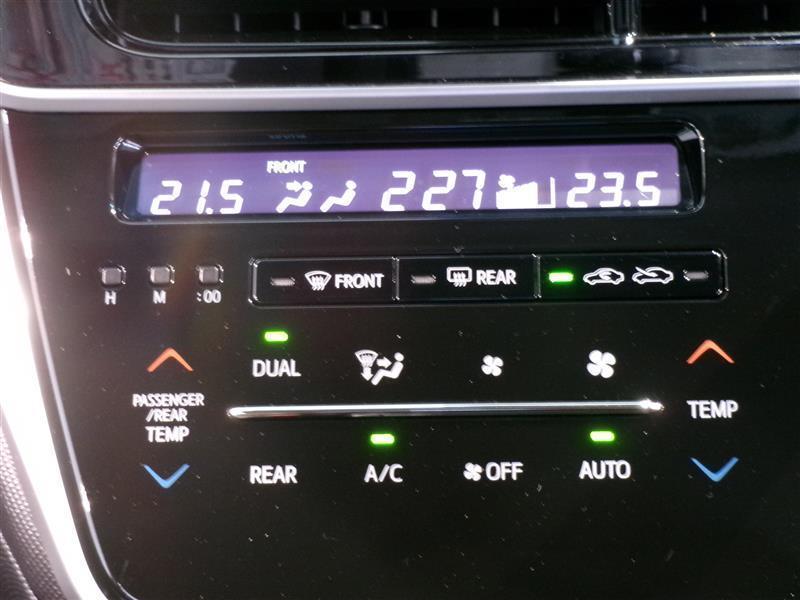 FRONT
21.5 227 23.5
H M :00
FRONT REAR
DUAL
PASSENGER
/REAR
TEMP
TEMP
REAR A/C OFF AUTO